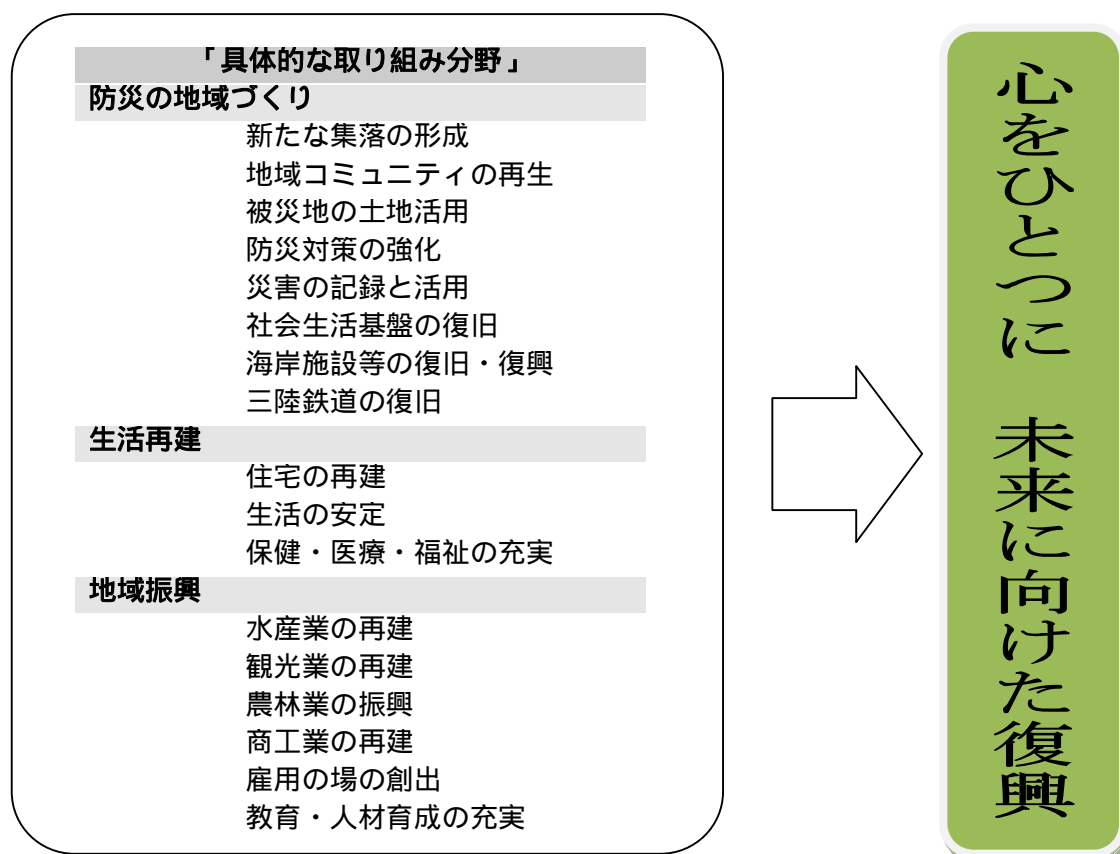 「具体的な取り組み分野」
防災の地域づくり
新たな集落の形成
地域コミュニティの再生
被災地の土地活用
防災対策の強化
災害の記録と活用
社会生活基盤の復旧
海岸施設等の復旧・復興
三陸鉄道の復旧
生活再建
住宅の再建
生活の安定
保健・医療・福祉の充実
地域振興
水産業の再建
観光業の再建
農林業の振興
商工業の再建
雇用の場の創出
教育・人材育成の充実
心をひとつに　未来に向けた復興